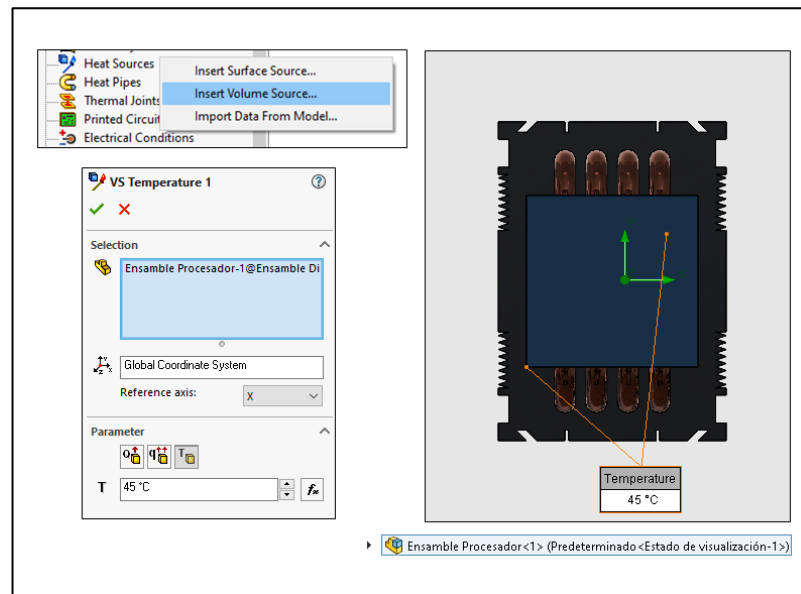 Heat Sources
Heat Pipes
Thermal Joints
Printed Circuit
Electrical Conditions
Insert Surface Source...
Insert Volume Source...
Import Data From Model...
VS Temperature 1
Selection
Ensamble Procesador-1@Ensamble Di
Global Coordinate System
Reference axis:
X
Parameter
T
45 °C
Temperature
45 °C
Ensamble Procesador<1> (Predeterminado<Estado de visualización-1>)